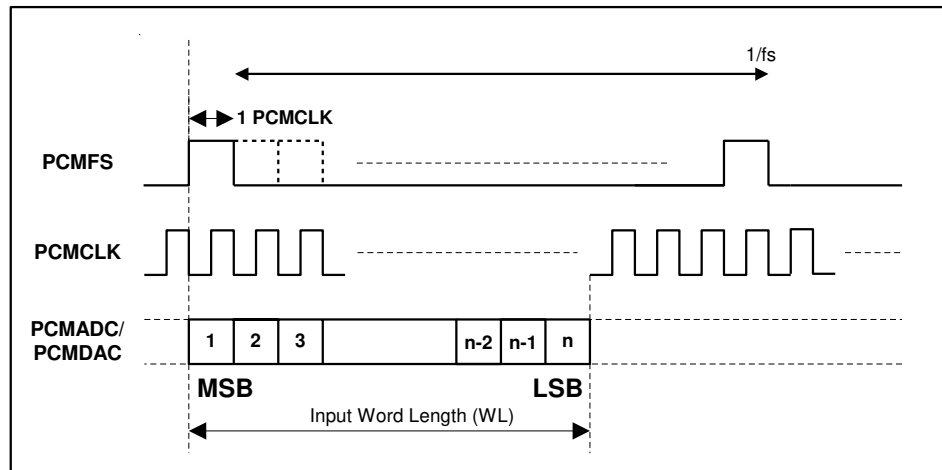 1/fs
1 PCMCLK
PCMFS
PCMCLK
PCMADC/
PCMDAC
1 2 3 n-2 n-1 n
MSB LSB
Input Word Length (WL)